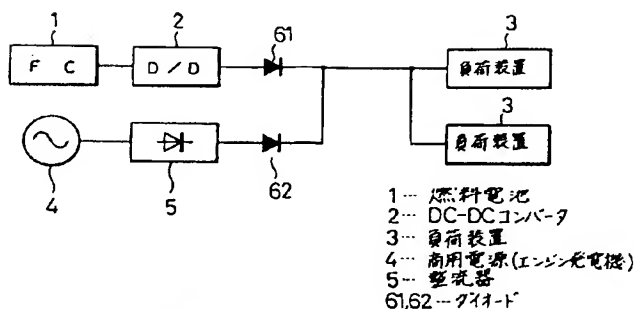 1 2 61 3
F C D/D 負荷装置
3
負荷装置
4 5 62
1… 燃料電池
2… DC-DCコンバータ
3… 負荷装置
4… 商用電源(エンジン発電機)
5… 整流器
61,62… ダイオード